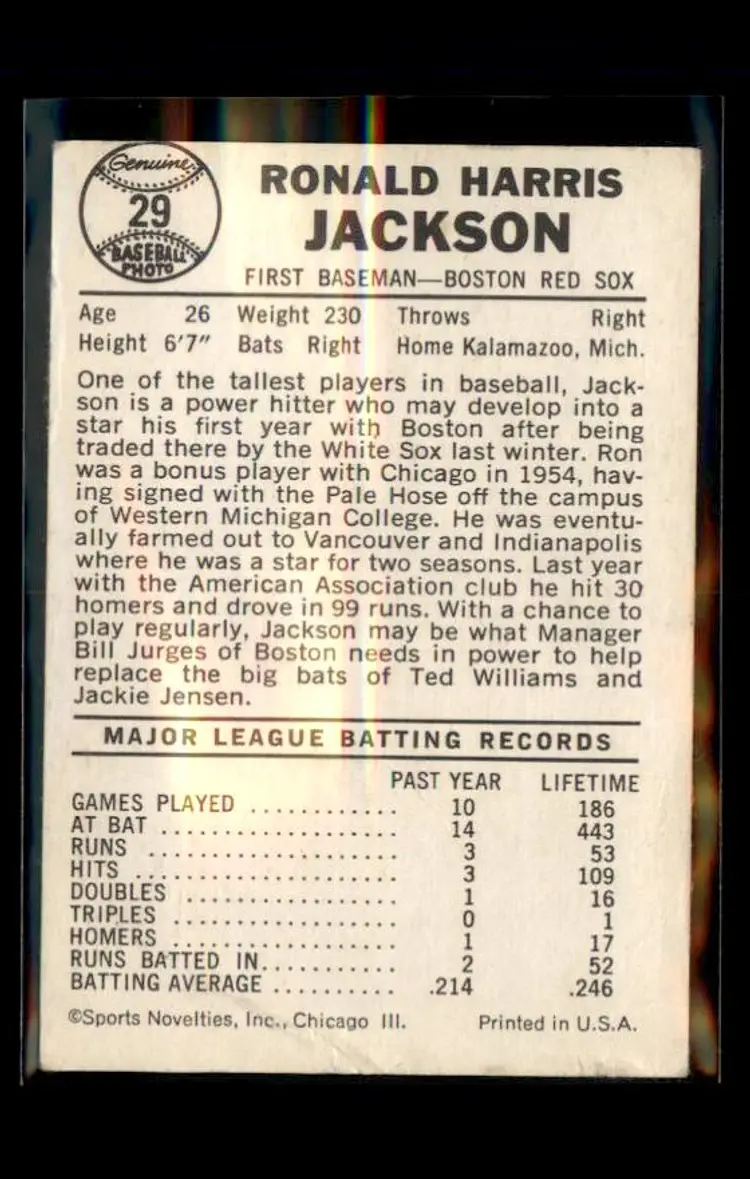 Genuine
29
BASEBALL
PHOTO
RONALD HARRIS
JACKSON
FIRST BASEMAN—BOSTON RED SOX
Age 26 Weight 230 Throws Right
Height 6'7" Bats Right Home Kalamazoo, Mich.
One of the tallest players in baseball, Jack-
son is a power hitter who may develop into a
star his first year with Boston after being
traded there by the White Sox last winter. Ron
was a bonus player with Chicago in 1954, hav-
ing signed with the Pale Hose off the campus
of Western Michigan College. He was eventu-
ally farmed out to Vancouver and Indianapolis
where he was a star for two seasons. Last year
with the American Association club he hit 30
homers and drove in 99 runs. With a chance to
play regularly, Jackson may be what Manager
Bill Jurges of Boston needs in power to help
replace the big bats of Ted Williams and
Jackie Jensen.
MAJOR LEAGUE BATTING RECORDS
PAST YEAR LIFETIME
GAMES PLAYED ............ 10 186
AT BAT ................... 14 443
RUNS ................... 3 53
HITS .................... 3 109
DOUBLES ................ 1 16
TRIPLES ................. 0 1
HOMERS ................. 1 17
RUNS BATTED IN........... 2 52
BATTING AVERAGE .......... .214 .246
©Sports Novelties, Inc., Chicago Ill. Printed in U.S.A.